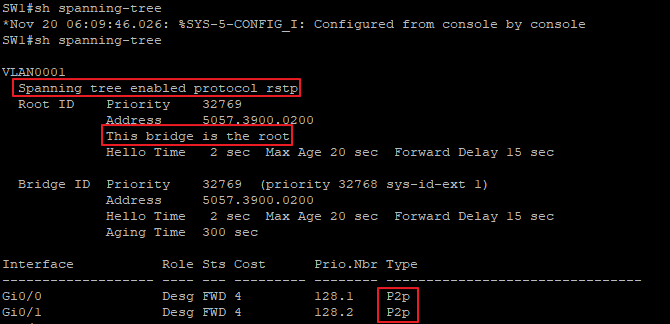 SW1#sh spanning-tree
*Nov 20 06:09:46.026: %SYS-5-CONFIG_I: Configured from console by console
SW1#sh spanning-tree
VLAN0001
Spanning tree enabled protocol rstp
Root ID Priority 32769
Address 5057.3900.0200
This bridge is the root
Hello Time 2 sec Max Age 20 sec Forward Delay 15 sec
Bridge ID Priority 32769 (priority 32768 sys-id-ext 1)
Address 5057.3900.0200
Hello Time 2 sec Max Age 20 sec Forward Delay 15 sec
Aging Time 300 sec
Interface Role Sts Cost Prio.Nbr Type
------------------- ---- --- --------- -------- --------------------------------
Gi0/0 Desg FWD 4 128.1 P2p
Gi0/1 Desg FWD 4 128.2 P2p